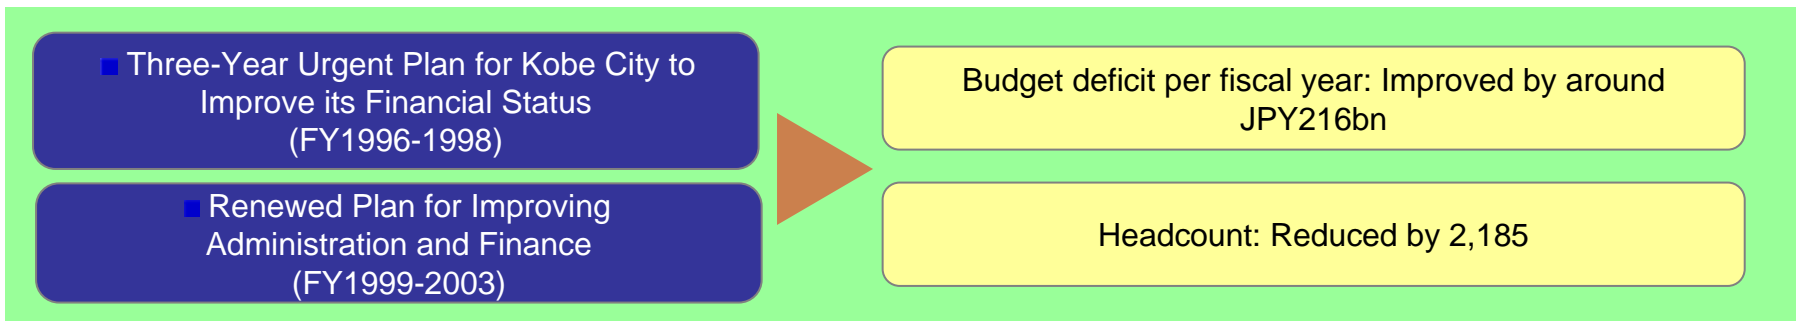 ■ Three-Year Urgent Plan for Kobe City to
Improve its Financial Status
(FY1996-1998)
■ Renewed Plan for Improving
Administration and Finance
(FY1999-2003)
Budget deficit per fiscal year: Improved by around
JPY216bn
Headcount: Reduced by 2,185